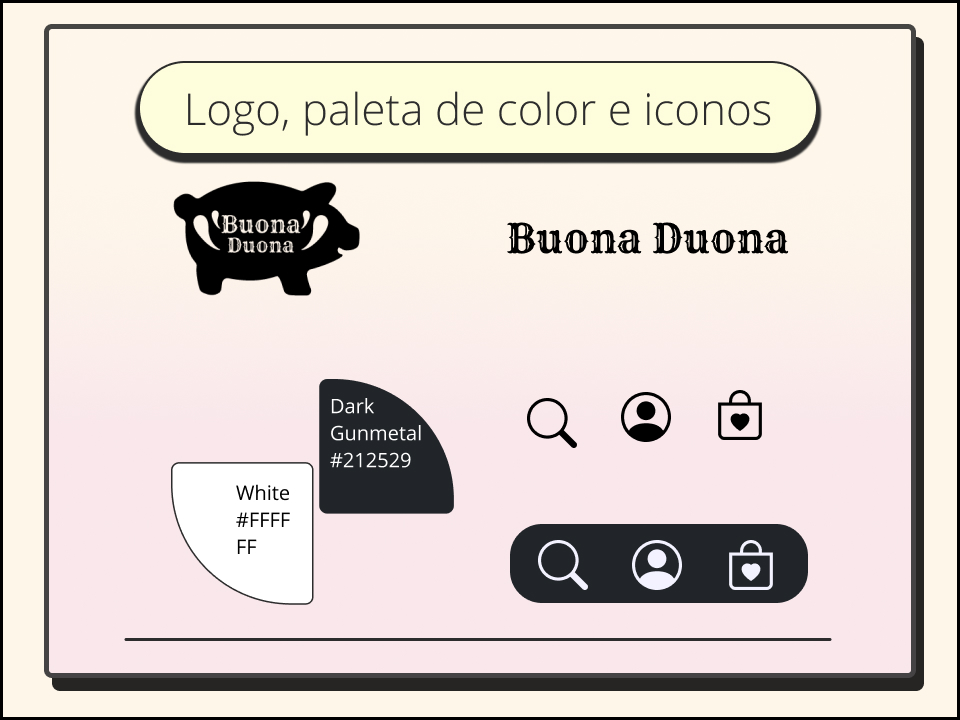 Logo, paleta de color e iconos
Buona
Duona
Buona Duona
Dark
Gunmetal
#212529
White
#FFFF
FF